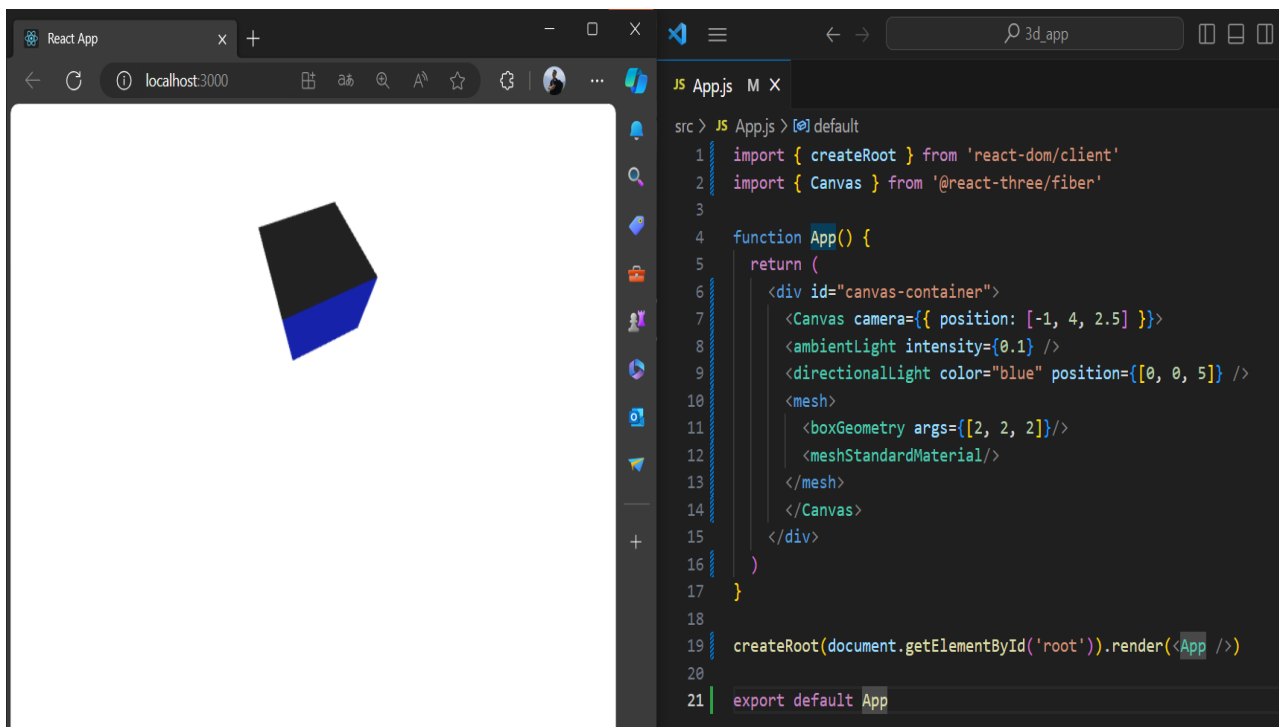 React App
localhost:3000
aあ
A
3d_app
JS App.js M
src > JS App.js > default
1 import { createRoot } from 'react-dom/client'
2 import { Canvas } from '@react-three/fiber'
3
4 function App() {
5 return (
6 <div id="canvas-container">
7 <Canvas camera={{ position: [-1, 4, 2.5] }}>
8 <ambientLight intensity={0.1} />
9 <directionalLight color="blue" position={[0, 0, 5]} />
10 <mesh>
11 <boxGeometry args={[2, 2, 2]}/>
12 <meshStandardMaterial/>
13 </mesh>
14 </Canvas>
15 </div>
16 )
17 }
18
19 createRoot(document.getElementById('root')).render(<App />)
20
21 export default App